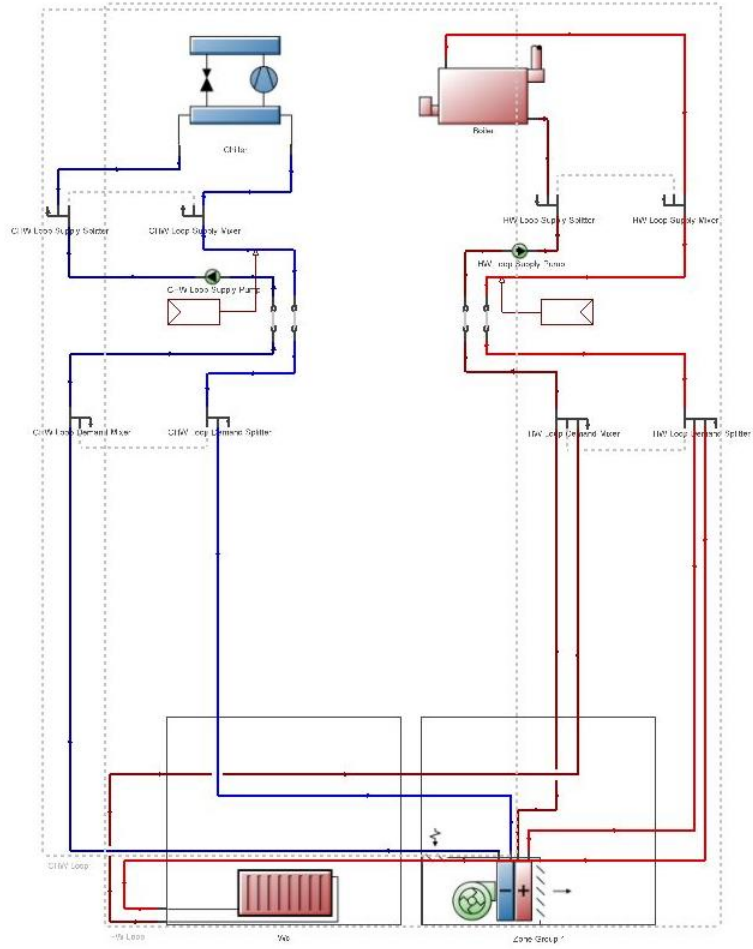 Chiller
Boiler
CHW Loop Supply Splitter
CHW Loop Supply Mixer
HW Loop Supply Splitter
HW Loop Supply Mixer
CHW Loop Supply Pump
HW Loop Supply Pump
CHW Loop Demand Mixer
CHW Loop Demand Splitter
HW Loop Demand Mixer
HW Loop Demand Splitter
CHW Loop
HW Loop
Zone Group 1